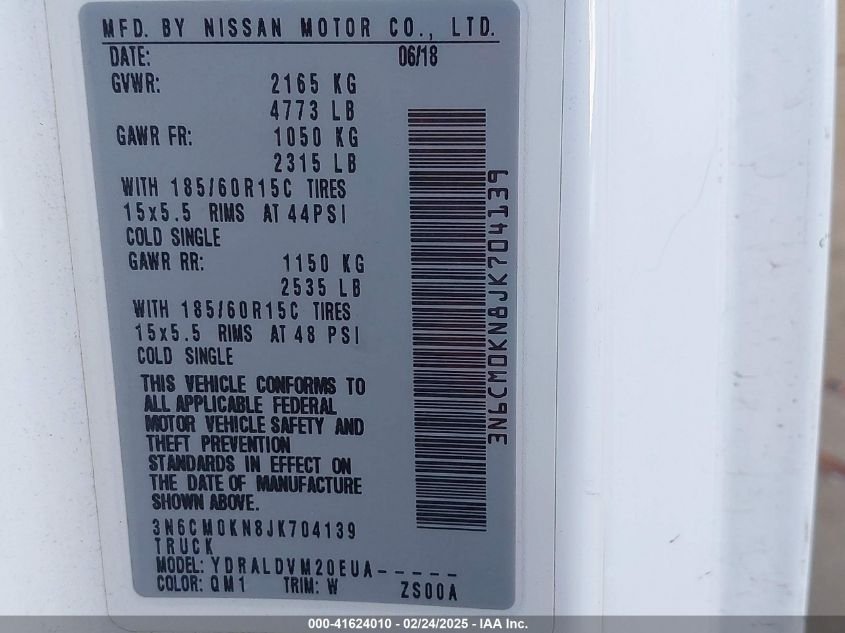 MFD. BY NISSAN MOTOR CO., LTD.
DATE: 06/18
GVWR: 2165 KG
4773 LB
GAWR FR: 1050 KG
2315 LB
WITH 185/60R15C TIRES
15x5.5 RIMS AT 44PSI
COLD SINGLE
GAWR RR: 1150 KG
2535 LB
WITH 185/60R15C TIRES
15x5.5 RIMS AT 48 PSI
COLD SINGLE
THIS VEHICLE CONFORMS TO
ALL APPLICABLE FEDERAL
MOTOR VEHICLE SAFETY AND
THEFT PREVENTION
STANDARDS IN EFFECT ON
THE DATE OF MANUFACTURE
SHOWN ABOVE.
3N6CM0KN8JK704139
TRUCK
MODEL: YDRALDVM20EUA-----
COLOR: QM1 TRIM: W ZS00A
3N6CM0KN8JK704139
000-41624010 - 02/24/2025 - IAA Inc.